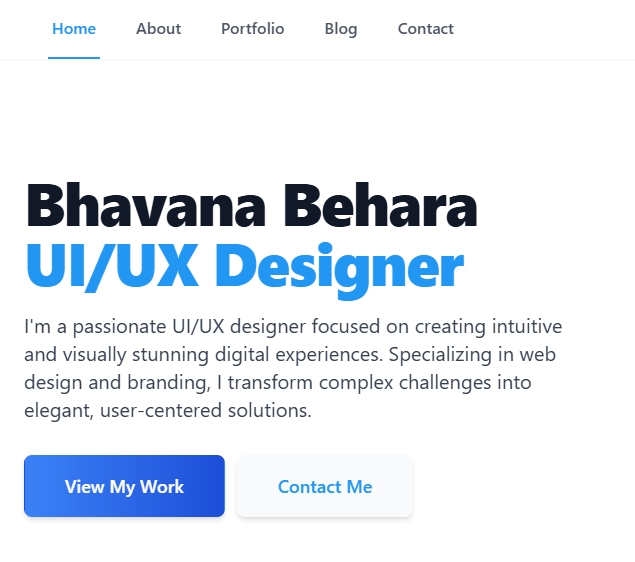 Home About Portfolio Blog Contact
Bhavana Behara
UI/UX Designer
I'm a passionate UI/UX designer focused on creating intuitive
and visually stunning digital experiences. Specializing in web
design and branding, I transform complex challenges into
elegant, user-centered solutions.
View My Work Contact Me